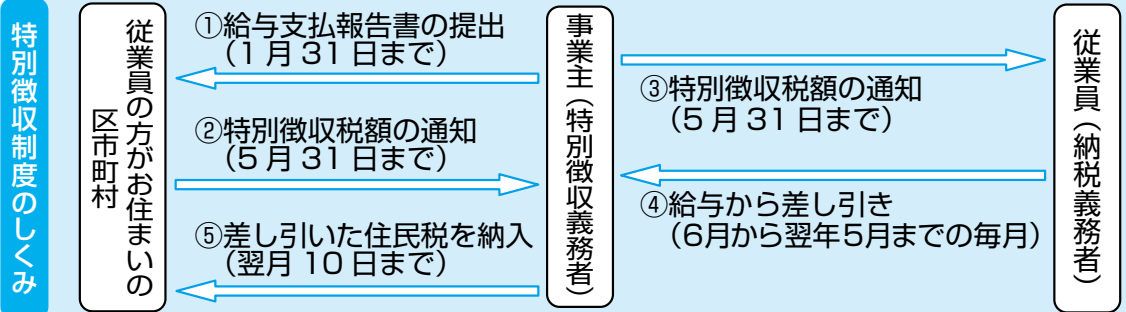 特別徴収制度のしくみ
従業員の方がお住まいの
区市町村
①給与支払報告書の提出
（1月31日まで）
②特別徴収税額の通知
（5月31日まで）
⑤差し引いた住民税を納入
（翌月10日まで）
事業主（特別徴収義務者）
③特別徴収税額の通知
（5月31日まで）
④給与から差し引き
（6月から翌年5月までの毎月）
従業員（納税義務者）